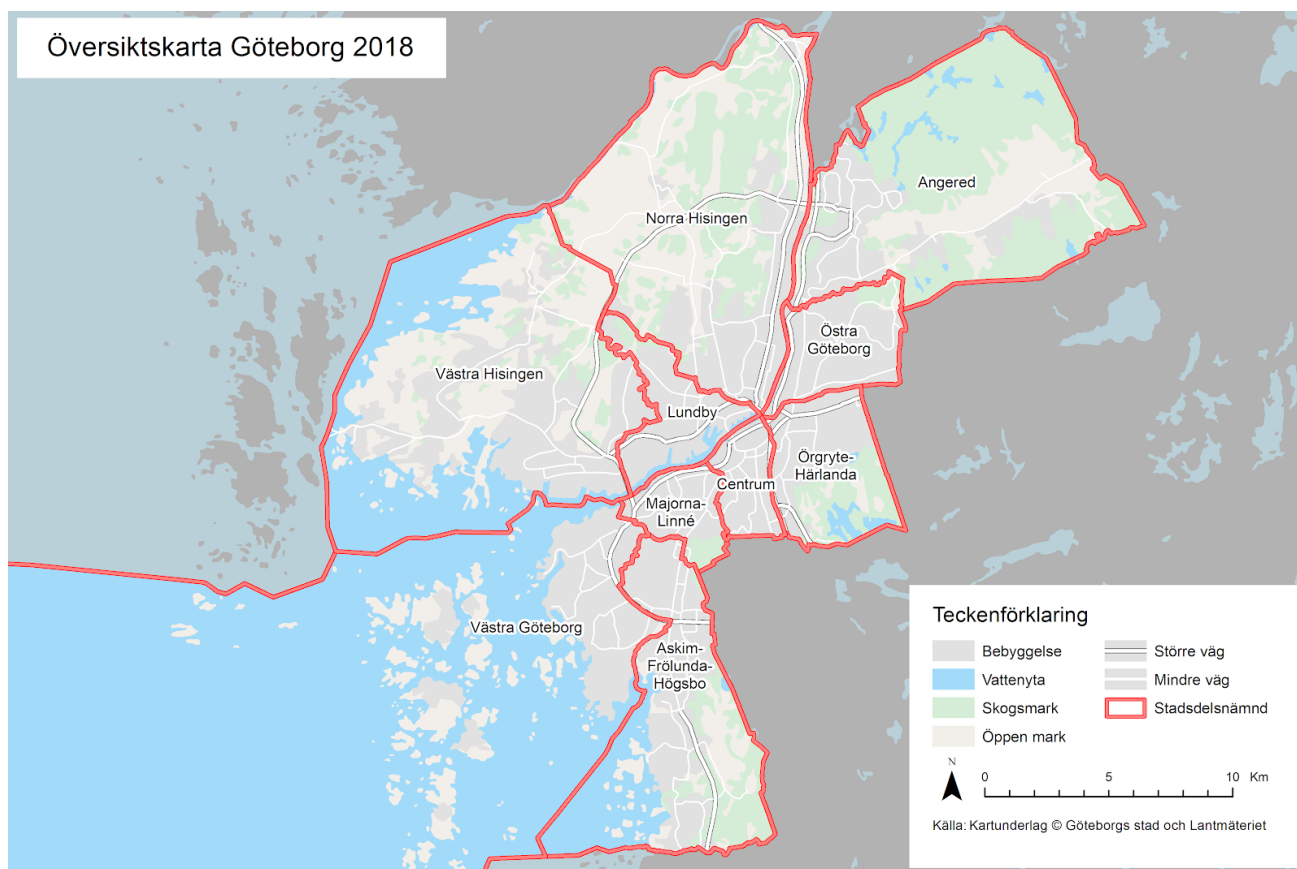 Översiktskarta Göteborg 2018
Angered
Norra Hisingen
Östra
Göteborg
Västra Hisingen
Lundby
Örgryte-
Härlanda
Centrum
Majorna-
Linné
Västra Göteborg
Askim-
Frölunda-
Högsbo
Teckenförklaring
Bebyggelse
Vattenyta
Skogsmark
Öppen mark
Större väg
Mindre väg
Stadsdelsnämnd
N
0 5 10 Km
Källa: Kartunderlag © Göteborgs stad och Lantmäteriet